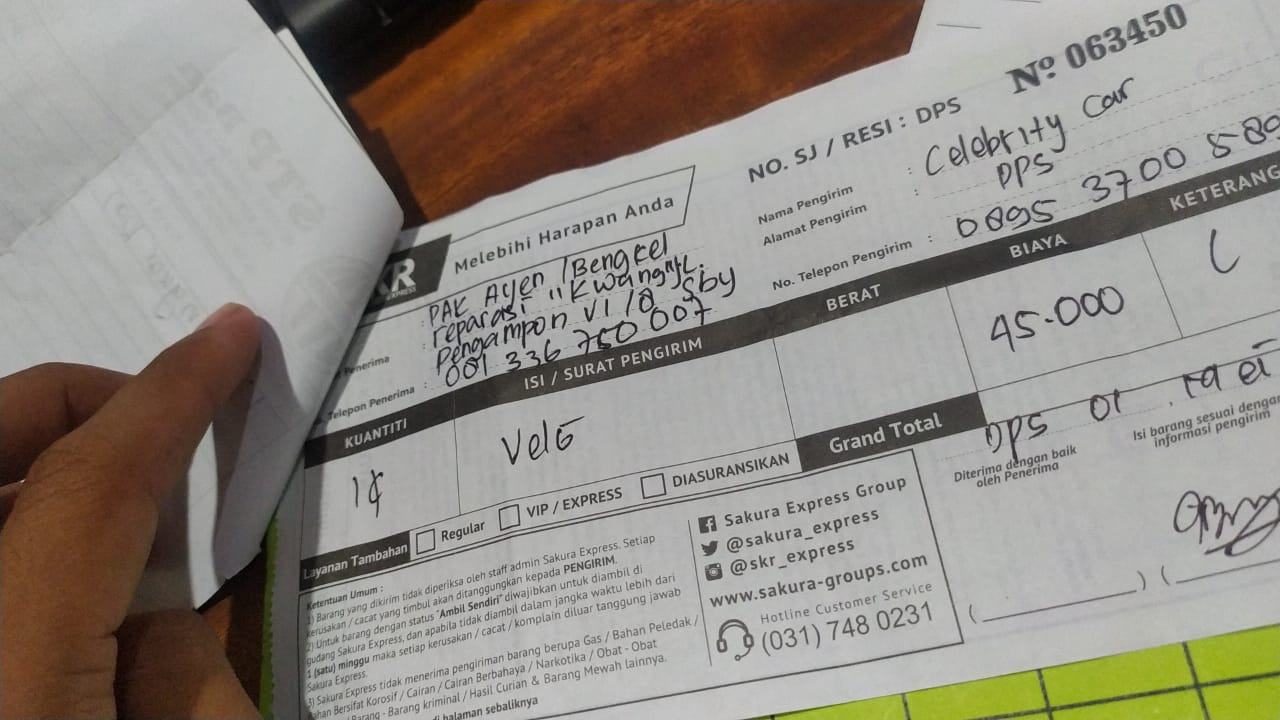 Nº 063450
NO. SJ / RESI : DPS
Nama Pengirim : Celebrity Car
Alamat Pengirim : DPS
No. Telepon Pengirim : 0895 3700 589
Melebihi Harapan Anda
Penerima : PAK Ayen / Bengkel
reparasi "Kwang" JL.
Pengampon VI / 8 Sby
Telepon Penerima : 081 336 750 007
KUANTITI
ISI / SURAT PENGIRIM
BERAT
BIAYA
KETERANG
1
Velg
45.000
L
Grand Total
Layanan Tambahan
Regular
VIP / EXPRESS
DIASURANSIKAN
DPS 01
Diterima dengan baik
oleh Penerima
Isi barang sesuai dengan
informasi pengirim
Ketentuan Umum :
1) Barang yang dikirim tidak diperiksa oleh staff admin Sakura Express. Setiap
kerusakan / cacat yang timbul akan ditanggungkan kepada PENGIRIM.
2) Untuk barang dengan status "Ambil Sendiri" diwajibkan untuk diambil di
gudang Sakura Express, dan apabila tidak diambil dalam jangka waktu lebih dari
1 (satu) minggu maka setiap kerusakan / cacat / komplain diluar tanggung jawab
Sakura Express.
3) Sakura Express tidak menerima pengiriman barang berupa Gas / Bahan Peledak /
Bahan Bersifat Korosif / Cairan / Cairan Berbahaya / Narkotika / Obat - Obat
/ Barang - Barang kriminal / Hasil Curian & Barang Mewah lainnya.
di halaman sebaliknya
Sakura Express Group
@sakura_express
@skr_express
www.sakura-groups.com
Hotline Customer Service
(031) 748 0231